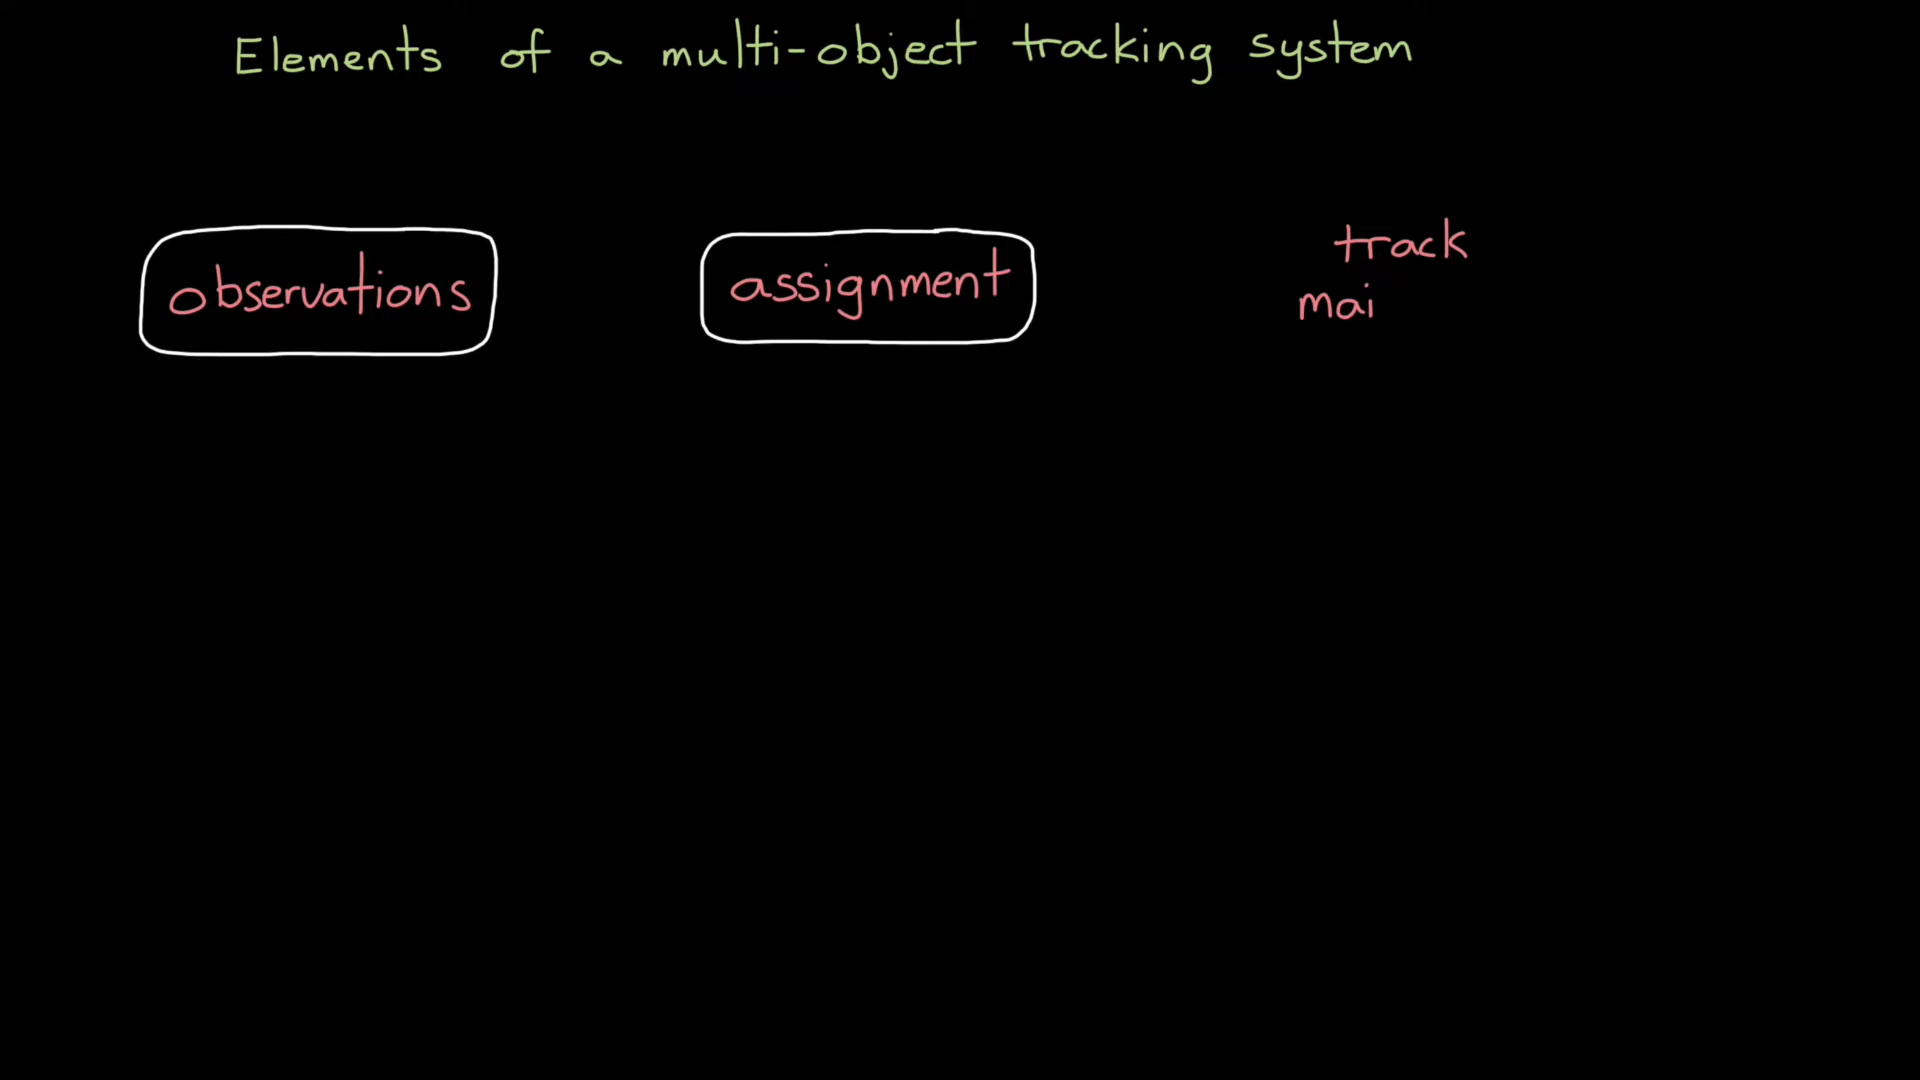 Elements of a multi-object tracking system
observations
assignment
track
mai